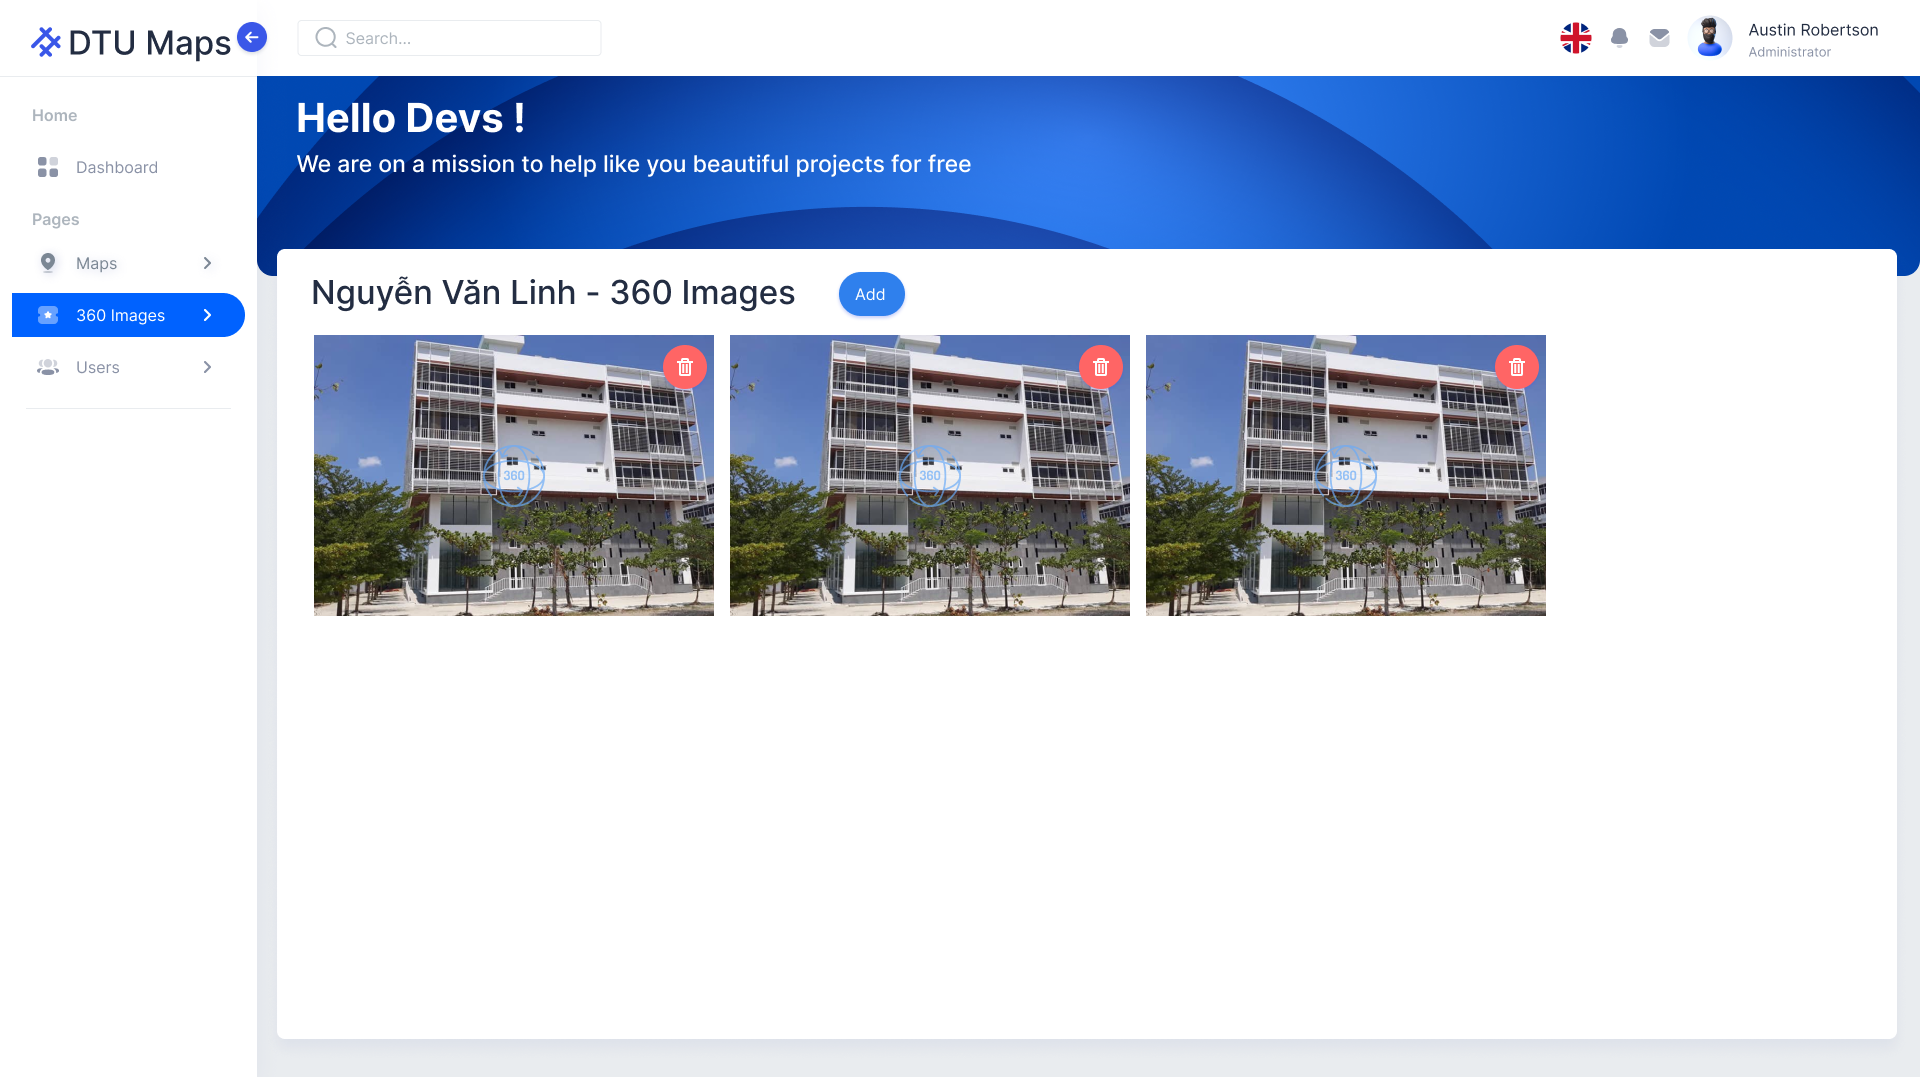 DTU Maps
Search...
Austin Robertson
Administrator
Home
Dashboard
Pages
Maps
360 Images
Users
Hello Devs !
We are on a mission to help like you beautiful projects for free
Nguyễn Văn Linh - 360 Images
Add
360
360
360